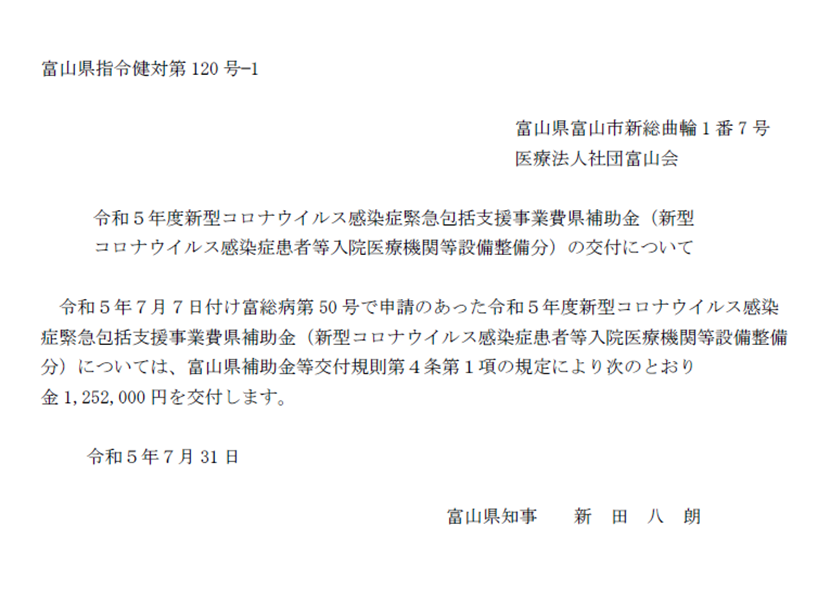 富山県指令健対第120号−1
富山県富山市新総曲輪１番７号
医療法人社団富山会
令和５年度新型コロナウイルス感染症緊急包括支援事業費県補助金（新型
コロナウイルス感染症患者等入院医療機関等設備整備分）の交付について
令和５年７月７日付け富総病第50号で申請のあった令和５年度新型コロナウイルス感染
症緊急包括支援事業費県補助金（新型コロナウイルス感染症患者等入院医療機関等設備整備
分）については、富山県補助金等交付規則第４条第１項の規定により次のとおり
金1,252,000円を交付します。
令和５年７月31日
富山県知事　新　田　八　朗